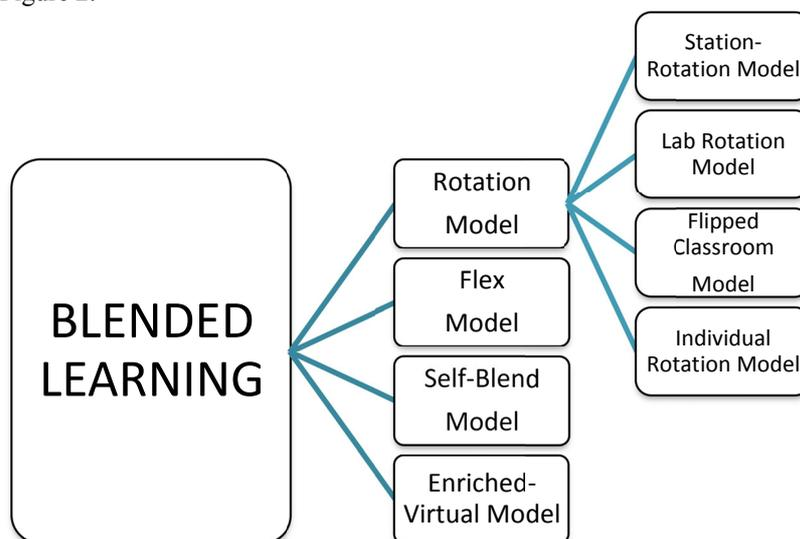 BLENDED
LEARNING
Rotation
Model
Flex
Model
Self-Blend
Model
Enriched-
Virtual Model
Station-
Rotation Model
Lab Rotation
Model
Flipped
Classroom
Model
Individual
Rotation Model